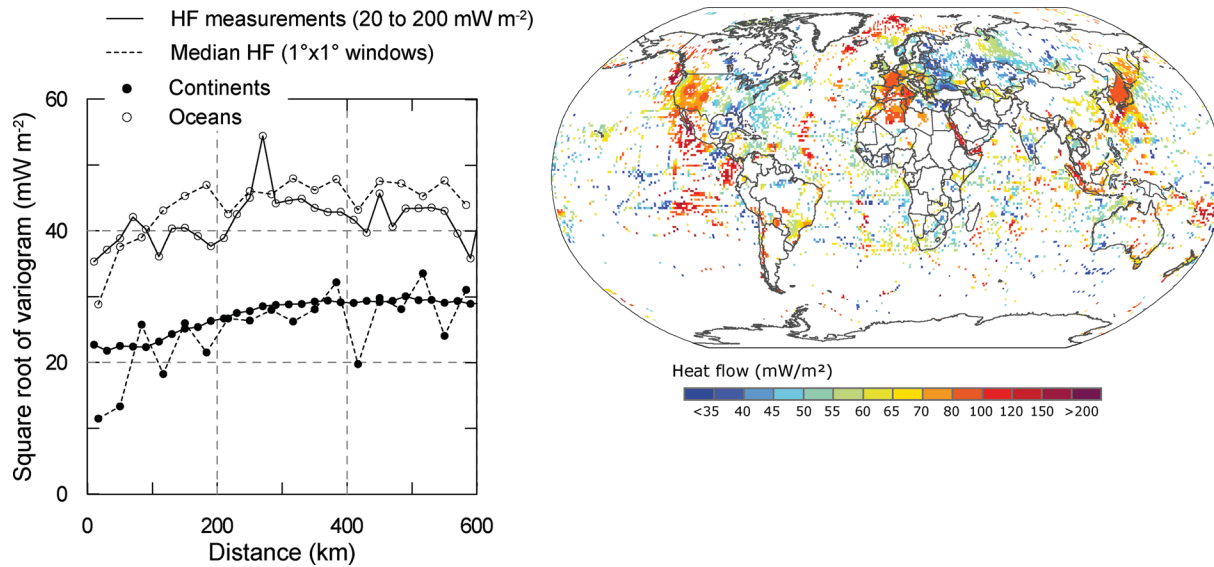 HF measurements (20 to 200 mW m⁻²)
Median HF (1°x1° windows)
Continents
Oceans
60
40
20
0
Square root of variogram (mW m⁻²)
0 200 400 600
Distance (km)
Heat flow (mW/m²)
<35 40 45 50 55 65 70 80 100 120 150 >200